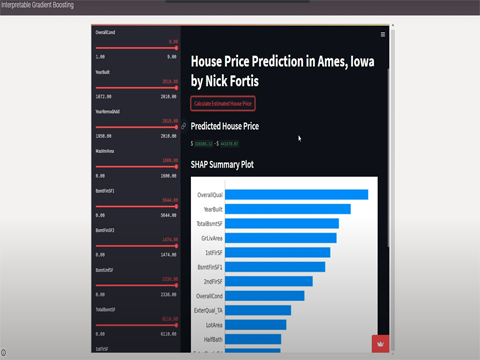 Interpretable Gradient Boosting
OverallCond
9.00
1.00 9.00
YearBuilt
2010.00
1872.00 2010.00
YearRemodAdd
2010.00
1950.00 2010.00
MasVnrArea
1600.00
0.00 1600.00
BsmtFinSF1
5644.00
0.00 5644.00
BsmtFinSF2
1474.00
0.00 1474.00
BsmtUnfSF
2336.00
0.00 2336.00
TotalBsmtSF
6110.00
0.00 6110.00
1stFlrSF
House Price Prediction in Ames, Iowa
by Nick Fortis
Calculate Estimated House Price
Predicted House Price
SHAP Summary Plot
OverallQual
YearBuilt
TotalBsmtSF
GrLivArea
1stFlrSF
BsmtFinSF1
2ndFlrSF
OverallCond
ExterQual_TA
LotArea
HalfBath